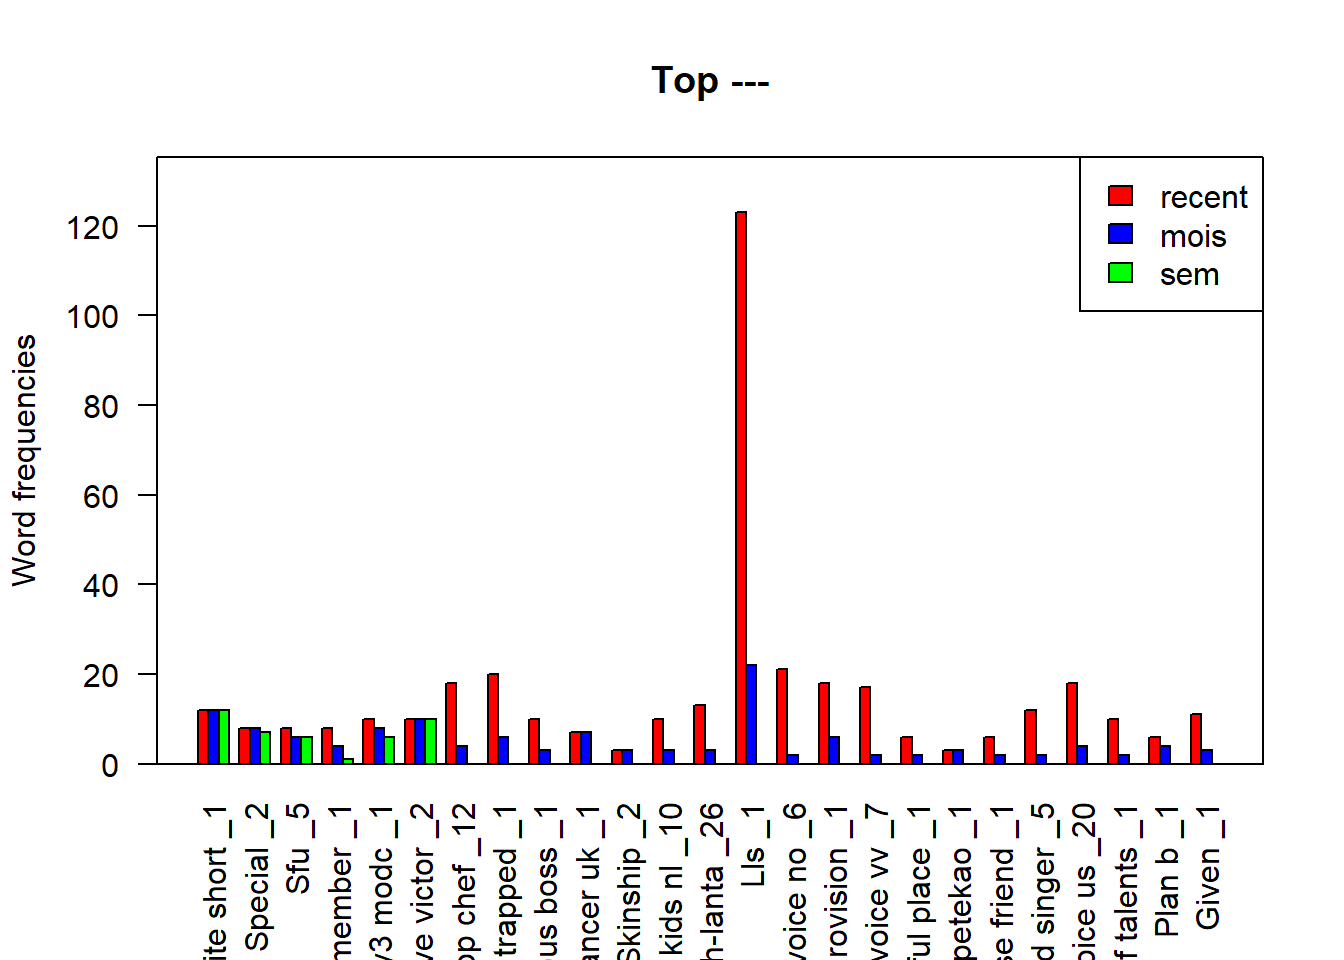 Top ---
Word frequencies
120
100
80
60
40
20
0
recent
mois
sem
ite short _1
Special _2
Sfu _5
member _1
v3 modc _1
ve victor _2
op chef _12
trapped _1
ous boss _1
ancer uk _1
Skinship _2
kids nl _10
h-lanta _26
Lls _1
voice no _6
rovision _1
voice vv _7
ful place _1
petekao _1
se friend _1
d singer _5
oice us _20
f talents _1
Plan b _1
Given _1